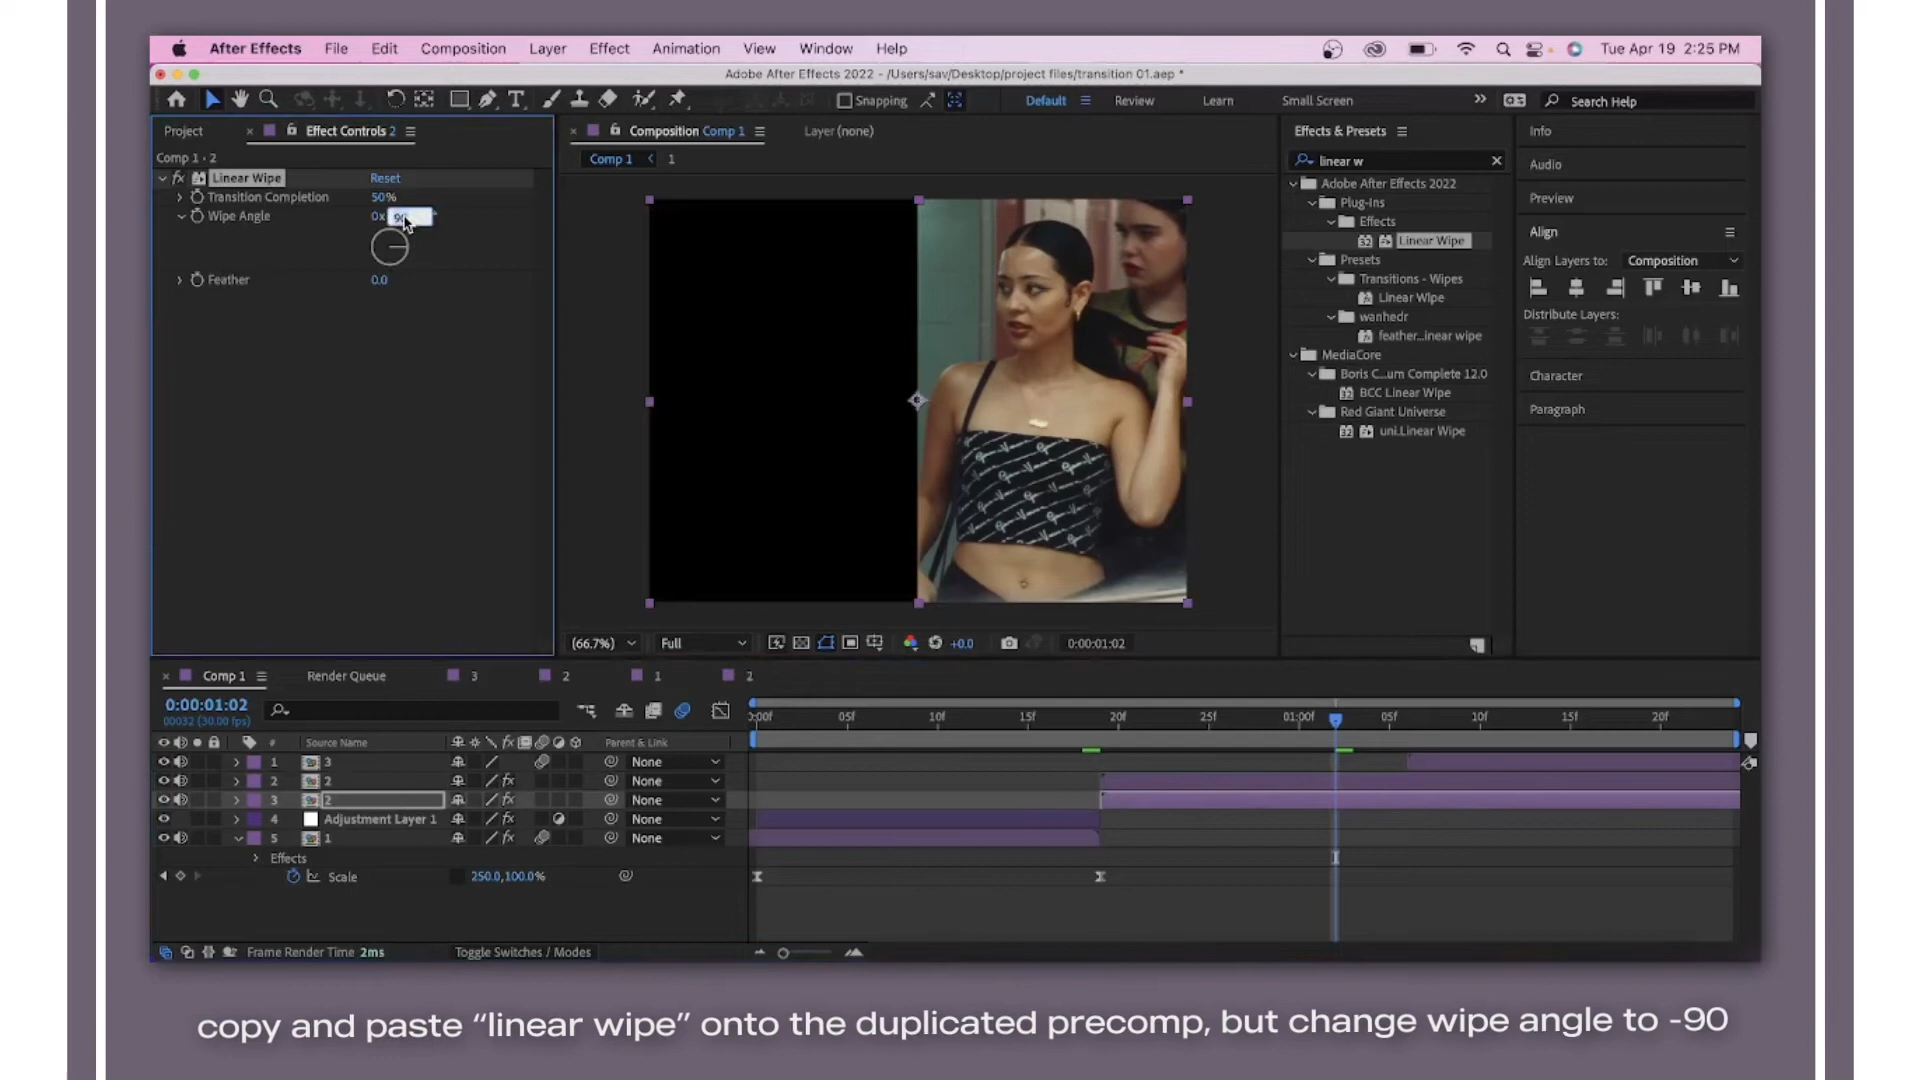 After Effects File Edit Composition Layer Effect Animation View Window Help Tue Apr 19 2:25 PM
Adobe After Effects 2022 - /Users/sav/Desktop/project files/transition 01.aep *
Snapping Default Review Learn Small Screen Search Help
Project Effect Controls 2
Comp 1 · 2
fx Linear Wipe Reset
Transition Completion 50%
Wipe Angle 0x 90
Feather 0.0
Composition Comp 1 Layer (none)
Comp 1 1
(66.7%) Full +0.0 0:00:01:02
Effects & Presets
linear w
Adobe After Effects 2022
Plug-Ins
Effects
32 Linear Wipe
Presets
Transitions - Wipes
Linear Wipe
wanhedr
feather...inear wipe
MediaCore
Boris C...um Complete 12.0
BCC Linear Wipe
Red Giant Universe
32 uni.Linear Wipe
Info
Audio
Preview
Align
Align Layers to: Composition
Distribute Layers:
Character
Paragraph
Comp 1 Render Queue 3 2 1 2
0:00:01:02
00032 (30.00 fps)
:00f 05f 10f 15f 20f 25f 01:00f 05f 10f 15f 20f
# Source Name fx Parent & Link
1 3 None
2 2 fx None
3 2 fx None
4 Adjustment Layer 1 fx None
5 1 fx None
Effects
Scale 250.0,100.0%
Frame Render Time 2ms Toggle Switches / Modes
copy and paste “linear wipe” onto the duplicated precomp, but change wipe angle to -90